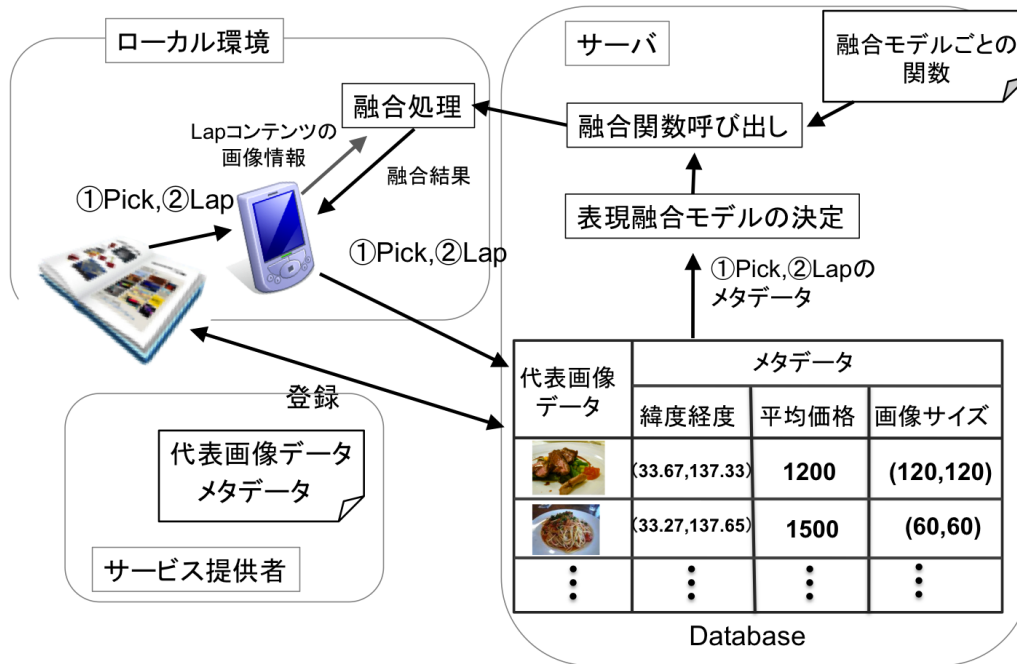 ローカル環境
サーバ
融合モデルごとの
関数
融合処理
融合関数呼び出し
Lapコンテンツの
画像情報
融合結果
①Pick,②Lap
表現融合モデルの決定
①Pick,②Lap
①Pick,②Lapの
メタデータ
代表画像
データ
メタデータ
緯度経度
平均価格
画像サイズ
(33.67,137.33)
1200
(120,120)
(33.27,137.65)
1500
(60,60)
Database
登録
代表画像データ
メタデータ
サービス提供者